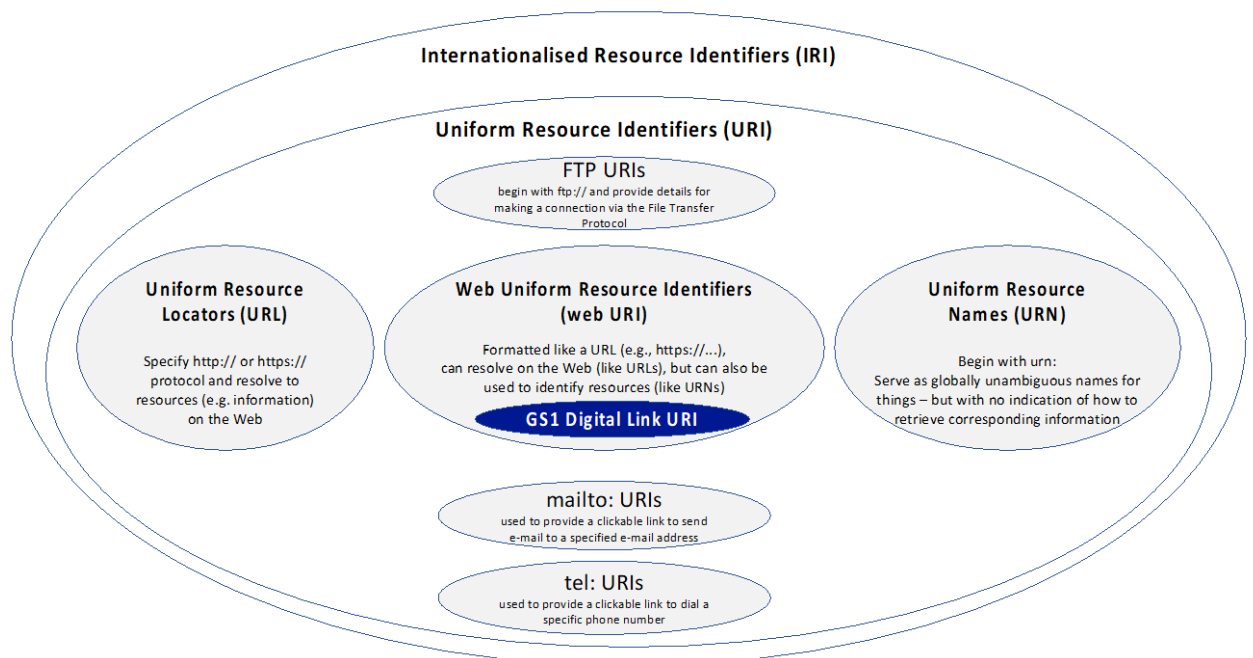 Internationalised Resource Identifiers (IRI)
Uniform Resource Identifiers (URI)
FTP URIs
begin with ftp:// and provide details for
making a connection via the File Transfer
Protocol
Uniform Resource
Locators (URL)
Specify http:// or https://
protocol and resolve to
resources (e.g. information)
on the Web
Web Uniform Resource Identifiers
(web URI)
Formatted like a URL (e.g., https://...),
can resolve on the Web (like URLs), but can also be
used to identify resources (like URNs)
GS1 Digital Link URI
Uniform Resource
Names (URN)
Begin with urn:
Serve as globally unambiguous names for
things – but with no indication of how to
retrieve corresponding information
mailto: URIs
used to provide a clickable link to send
e-mail to a specified e-mail address
tel: URIs
used to provide a clickable link to dial a
specific phone number